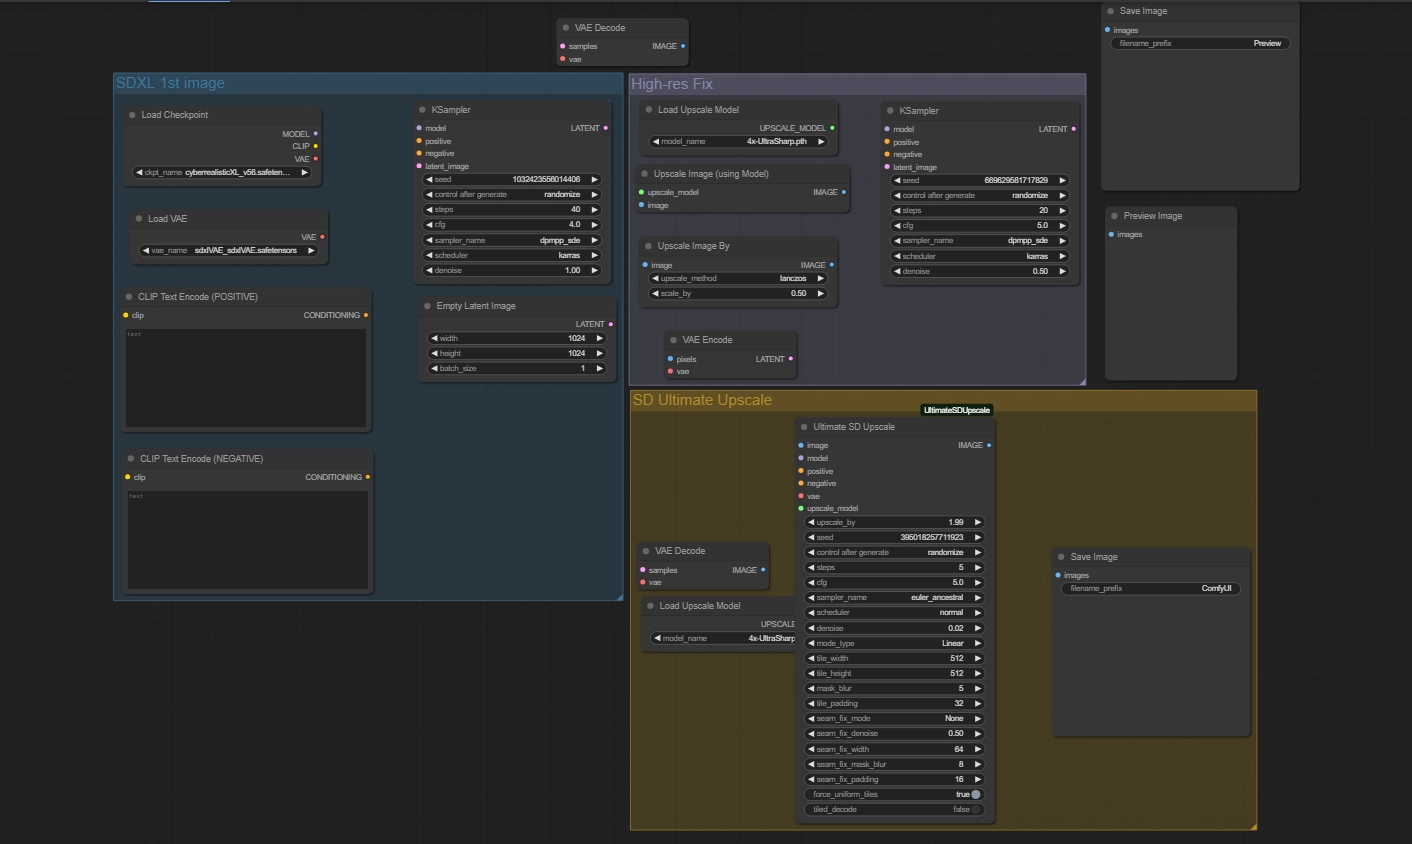 VAE Decode
samples IMAGE
vae
Save Image
images
filename_prefix Preview
SDXL 1st image
Load Checkpoint
MODEL
CLIP
VAE
ckpt_name cyberrealisticXL_v56.safeten…
Load VAE
VAE
vae_name sdxlVAE_sdxlVAE.safetensors
CLIP Text Encode (POSITIVE)
clip CONDITIONING
text
CLIP Text Encode (NEGATIVE)
clip CONDITIONING
text
KSampler
model LATENT
positive
negative
latent_image
seed 1032423556014406
control after generate randomize
steps 40
cfg 4.0
sampler_name dpmpp_sde
scheduler karras
denoise 1.00
Empty Latent Image
LATENT
width 1024
height 1024
batch_size 1
High-res Fix
Load Upscale Model
UPSCALE_MODEL
model_name 4x-UltraSharp.pth
Upscale Image (using Model)
upscale_model IMAGE
image
Upscale Image By
image IMAGE
upscale_method lanczos
scale_by 0.50
VAE Encode
pixels LATENT
vae
KSampler
model LATENT
positive
negative
latent_image
seed 669629581717829
control after generate randomize
steps 20
cfg 5.0
sampler_name dpmpp_sde
scheduler karras
denoise 0.50
Preview Image
images
SD Ultimate Upscale
VAE Decode
samples IMAGE
vae
Load Upscale Model
UPSCALE
model_name 4x-UltraSharp
UltimateSDUpscale
Ultimate SD Upscale
image IMAGE
model
positive
negative
vae
upscale_model
upscale_by 1.99
seed 395018257711923
control after generate randomize
steps 5
cfg 5.0
sampler_name euler_ancestral
scheduler normal
denoise 0.02
mode_type Linear
tile_width 512
tile_height 512
mask_blur 5
tile_padding 32
seam_fix_mode None
seam_fix_denoise 0.50
seam_fix_width 64
seam_fix_mask_blur 8
seam_fix_padding 16
force_uniform_tiles true
tiled_decode false
Save Image
images
filename_prefix ComfyUI